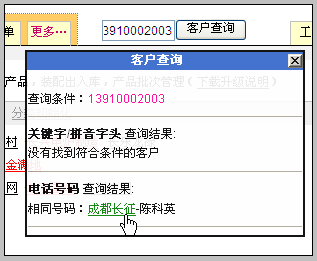 单 更多… 3910002003 客户查询 工
客户查询
产品，装配出入库，产品批次管理（下载升级说明）
查询条件：13910002003
关键字/拼音字头 查询结果:
没有找到符合条件的客户
村
金
网
电话号码 查询结果:
相同号码：成都长征-陈科英